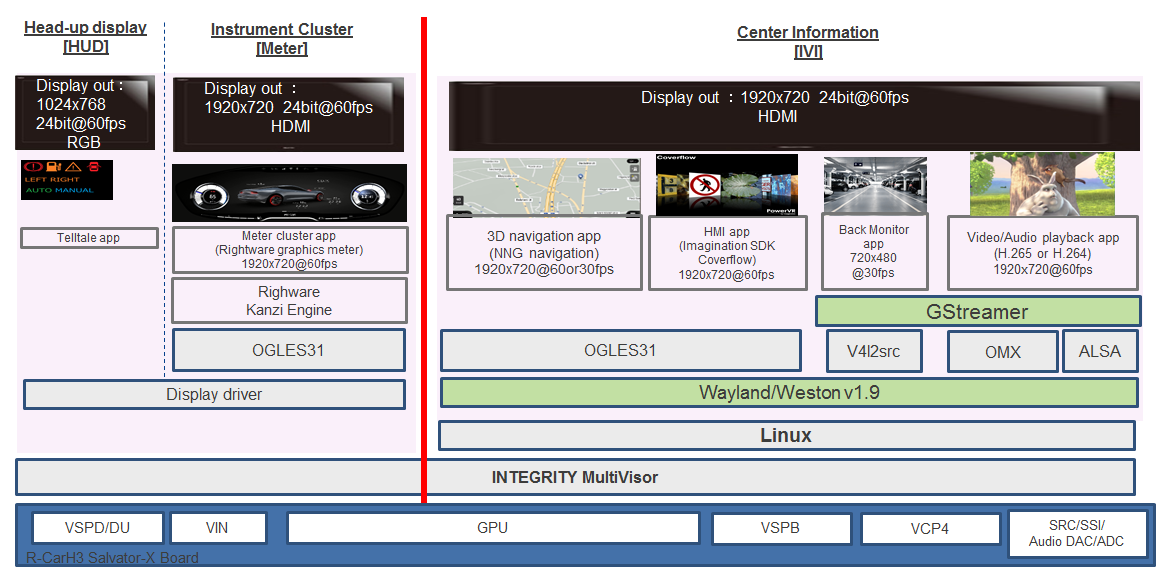 Head-up display
[HUD]
Instrument Cluster
[Meter]
Center Information
[IVI]
Display out :
1024x768
24bit@60fps
RGB
Display out :
1920x720 24bit@60fps
HDMI
Display out : 1920x720 24bit@60fps
HDMI
LEFT RIGHT
AUTO MANUAL
Coverflow
PowerVR
Telltale app
Meter cluster app
(Rightware graphics meter)
1920x720@60fps
Righware
Kanzi Engine
OGLES31
Display driver
3D navigation app
(NNG navigation)
1920x720@60or30fps
HMI app
(Imagination SDK
Coverflow)
1920x720@60fps
Back Monitor
app
720x480
@30fps
Video/Audio playback app
(H.265 or H.264)
1920x720@60fps
GStreamer
OGLES31
V4l2src
OMX
ALSA
Wayland/Weston v1.9
Linux
INTEGRITY MultiVisor
VSPD/DU
VIN
GPU
VSPB
VCP4
SRC/SSI/
Audio DAC/ADC
R-CarH3 Salvator-X Board